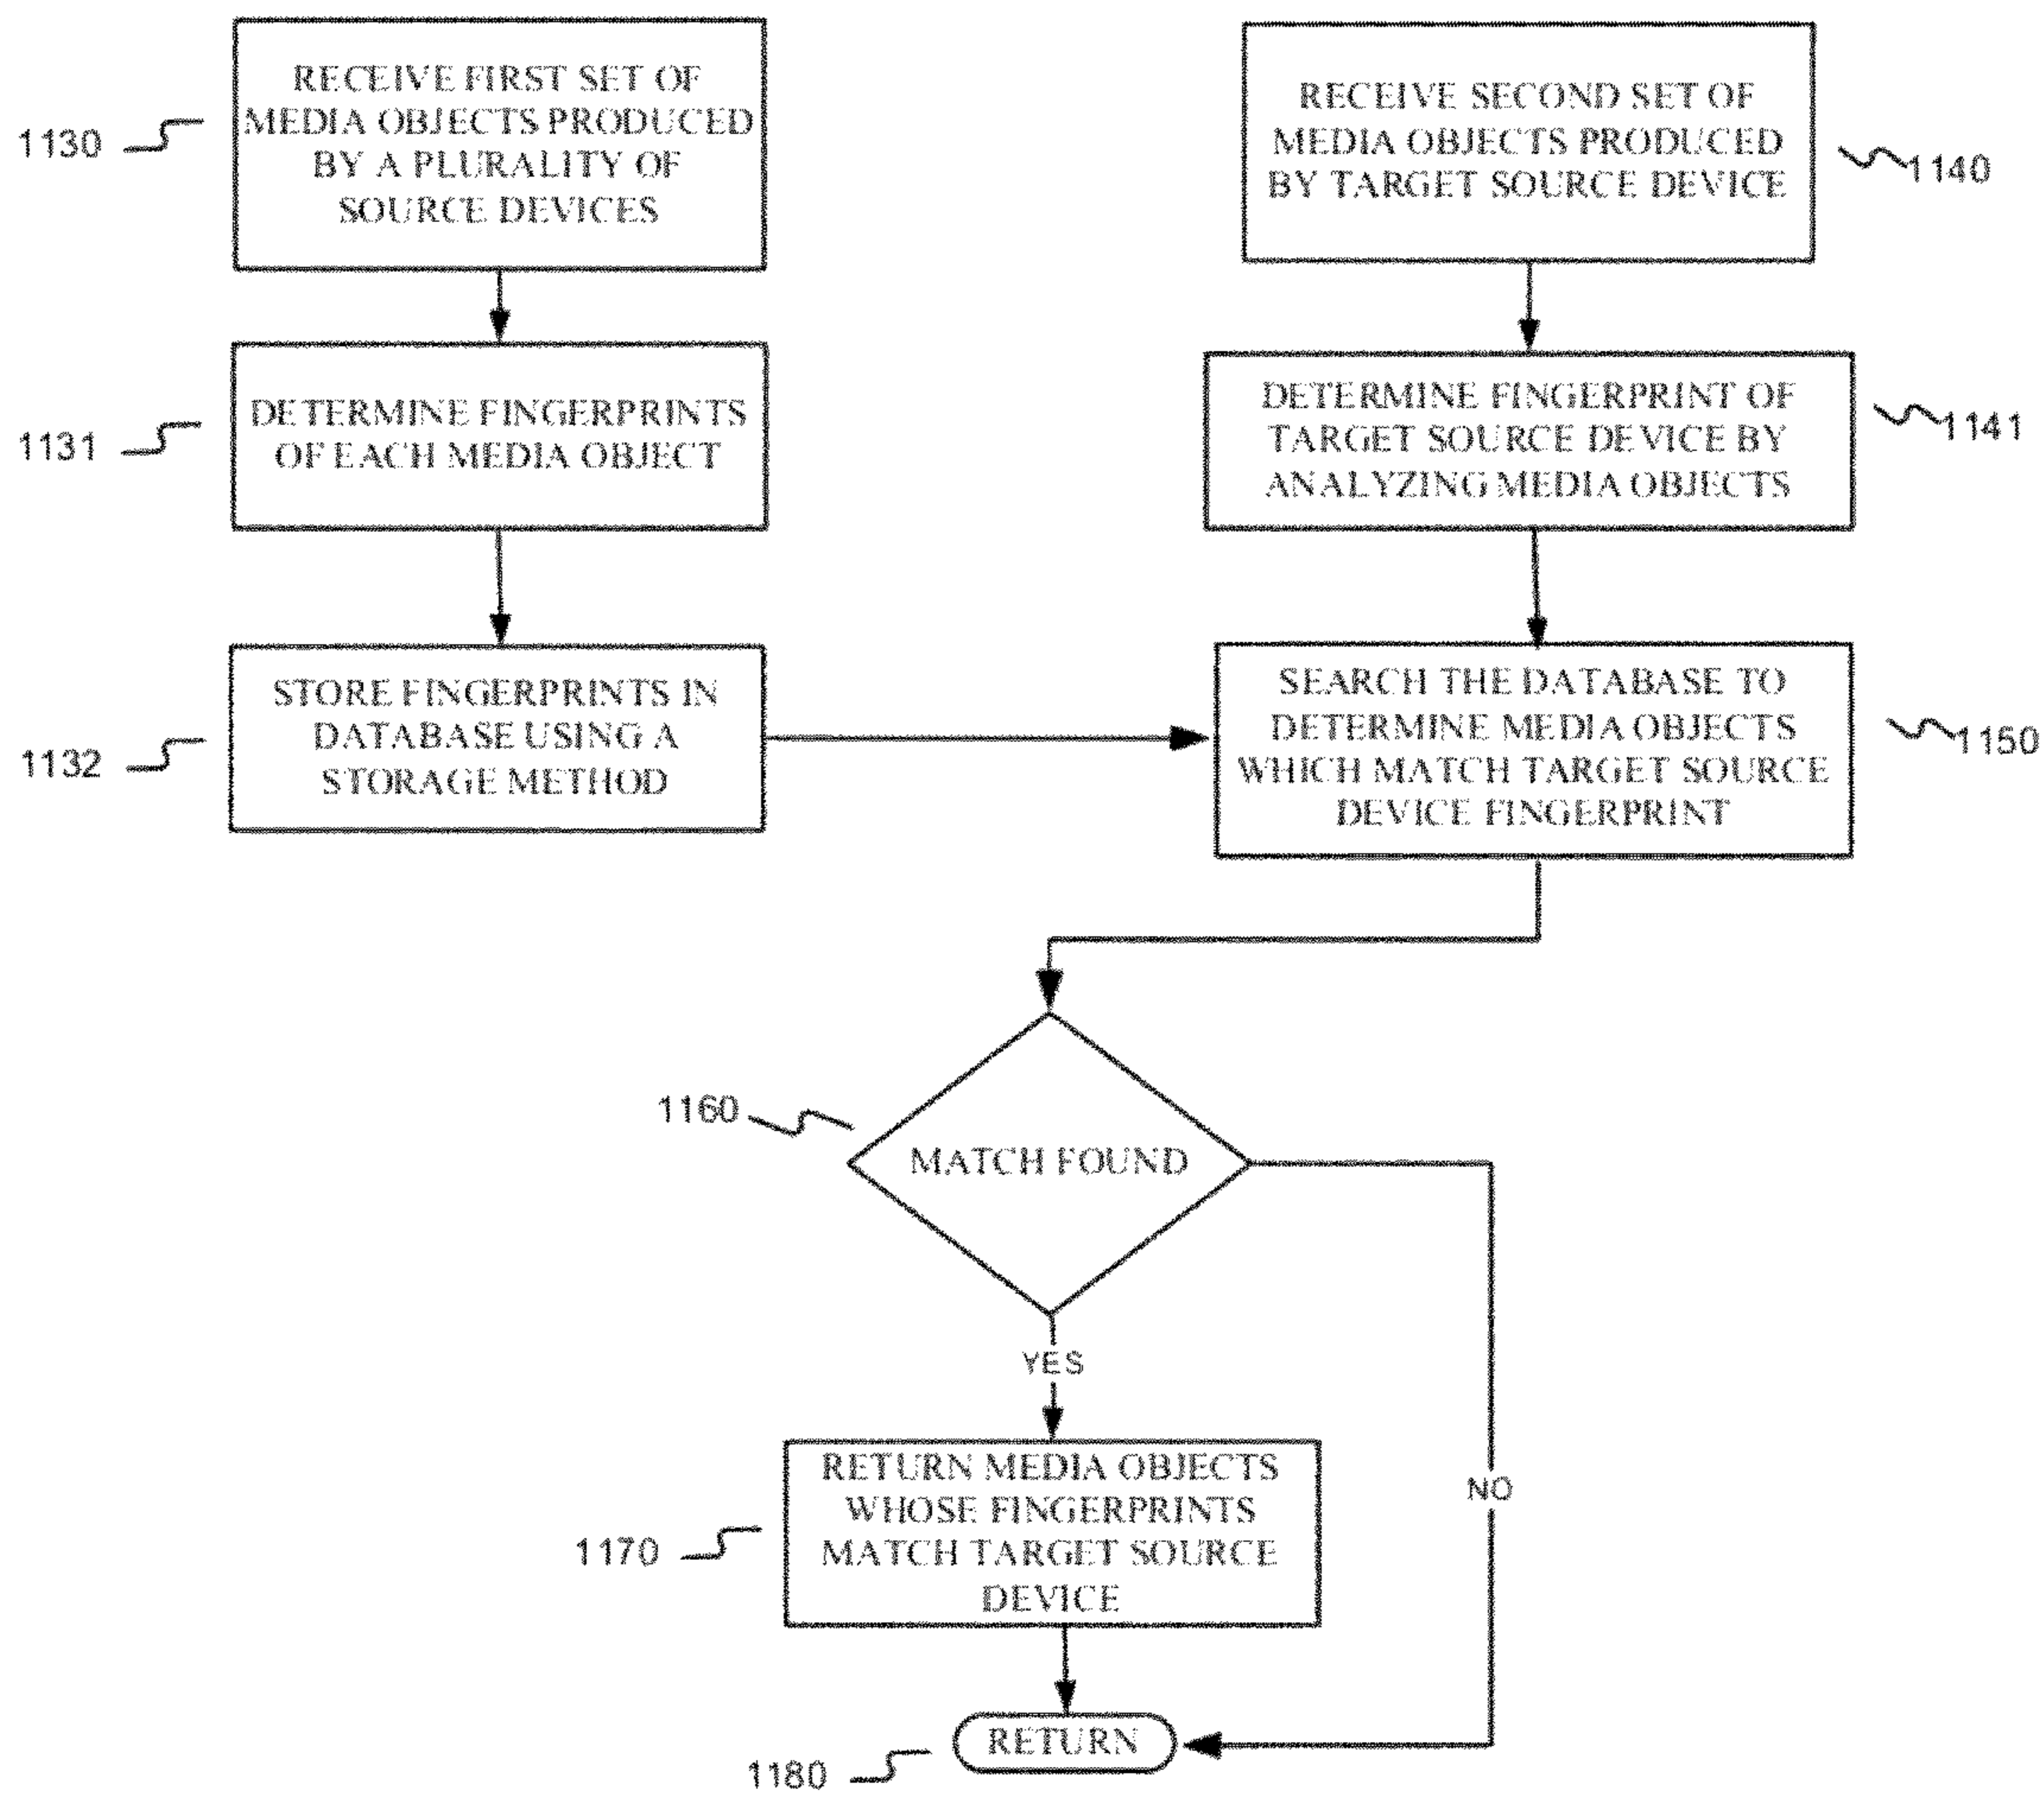 1130
RECEIVE FIRST SET OF
MEDIA OBJECTS PRODUCED
BY A PLURALITY OF
SOURCE DEVICES
RECEIVE SECOND SET OF
MEDIA OBJECTS PRODUCED
BY TARGET SOURCE DEVICE
1140
1131
DETERMINE FINGERPRINTS
OF EACH MEDIA OBJECT
DETERMINE FINGERPRINT OF
TARGET SOURCE DEVICE BY
ANALYZING MEDIA OBJECTS
1141
1132
STORE FINGERPRINTS IN
DATABASE USING A
STORAGE METHOD
SEARCH THE DATABASE TO
DETERMINE MEDIA OBJECTS
WHICH MATCH TARGET SOURCE
DEVICE FINGERPRINT
1150
1160
MATCH FOUND
YES
NO
1170
RETURN MEDIA OBJECTS
WHOSE FINGERPRINTS
MATCH TARGET SOURCE
DEVICE
1180
RETURN